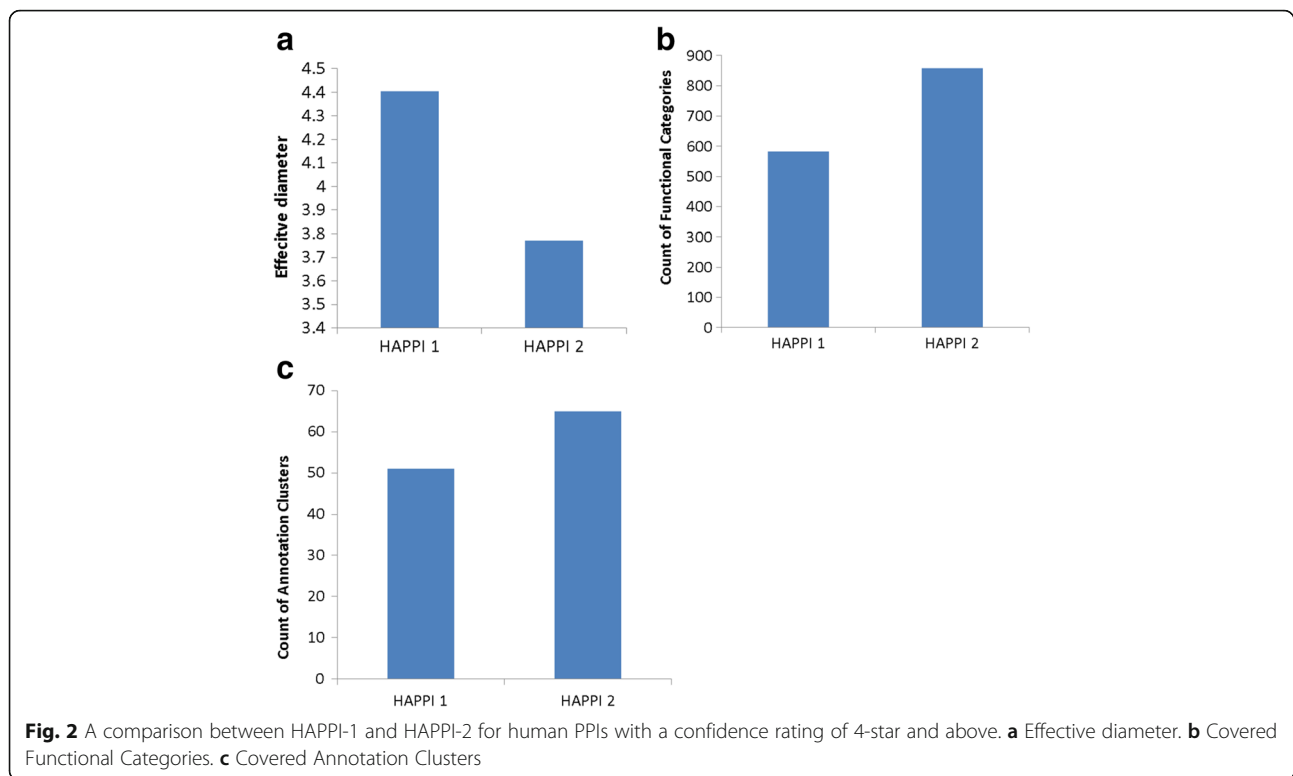 a
Effecitve diameter
4.5
4.4
4.3
4.2
4.1
4
3.9
3.8
3.7
3.6
3.5
3.4
HAPPI 1 HAPPI 2
b
Count of Functional Categories
900
800
700
600
500
400
300
200
100
0
HAPPI 1 HAPPI 2
c
Count of Annotation Clusters
70
60
50
40
30
20
10
0
HAPPI 1 HAPPI 2
Fig. 2 A comparison between HAPPI-1 and HAPPI-2 for human PPIs with a confidence rating of 4-star and above. a Effective diameter. b Covered
Functional Categories. c Covered Annotation Clusters